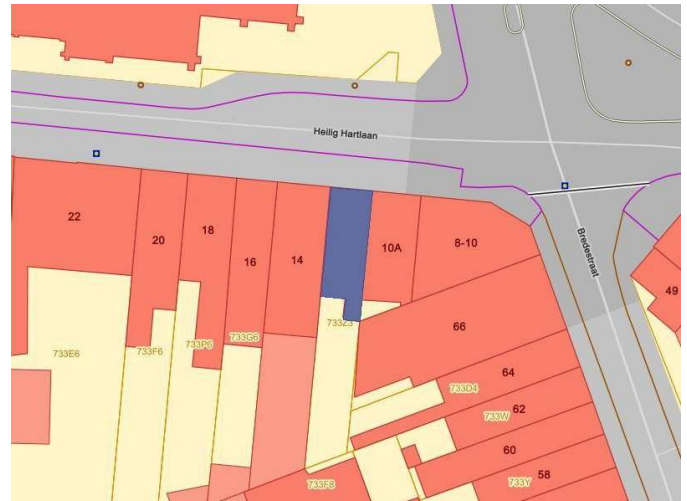 Heilig Hartlaan
Bredestraat
22
20
18
16
14
10A
8-10
49
66
733Z3
733G6
733E6
733F6
733P6
64
733D4
62
733W
60
58
733Y
733F8